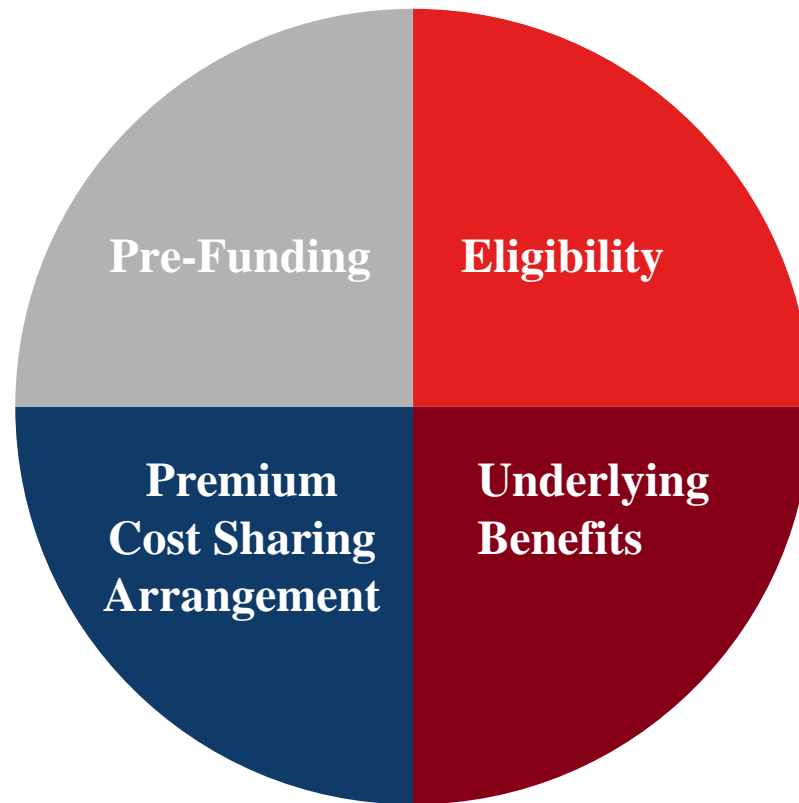 Pre-Funding
Eligibility
Premium
Cost Sharing
Arrangement
Underlying
Benefits